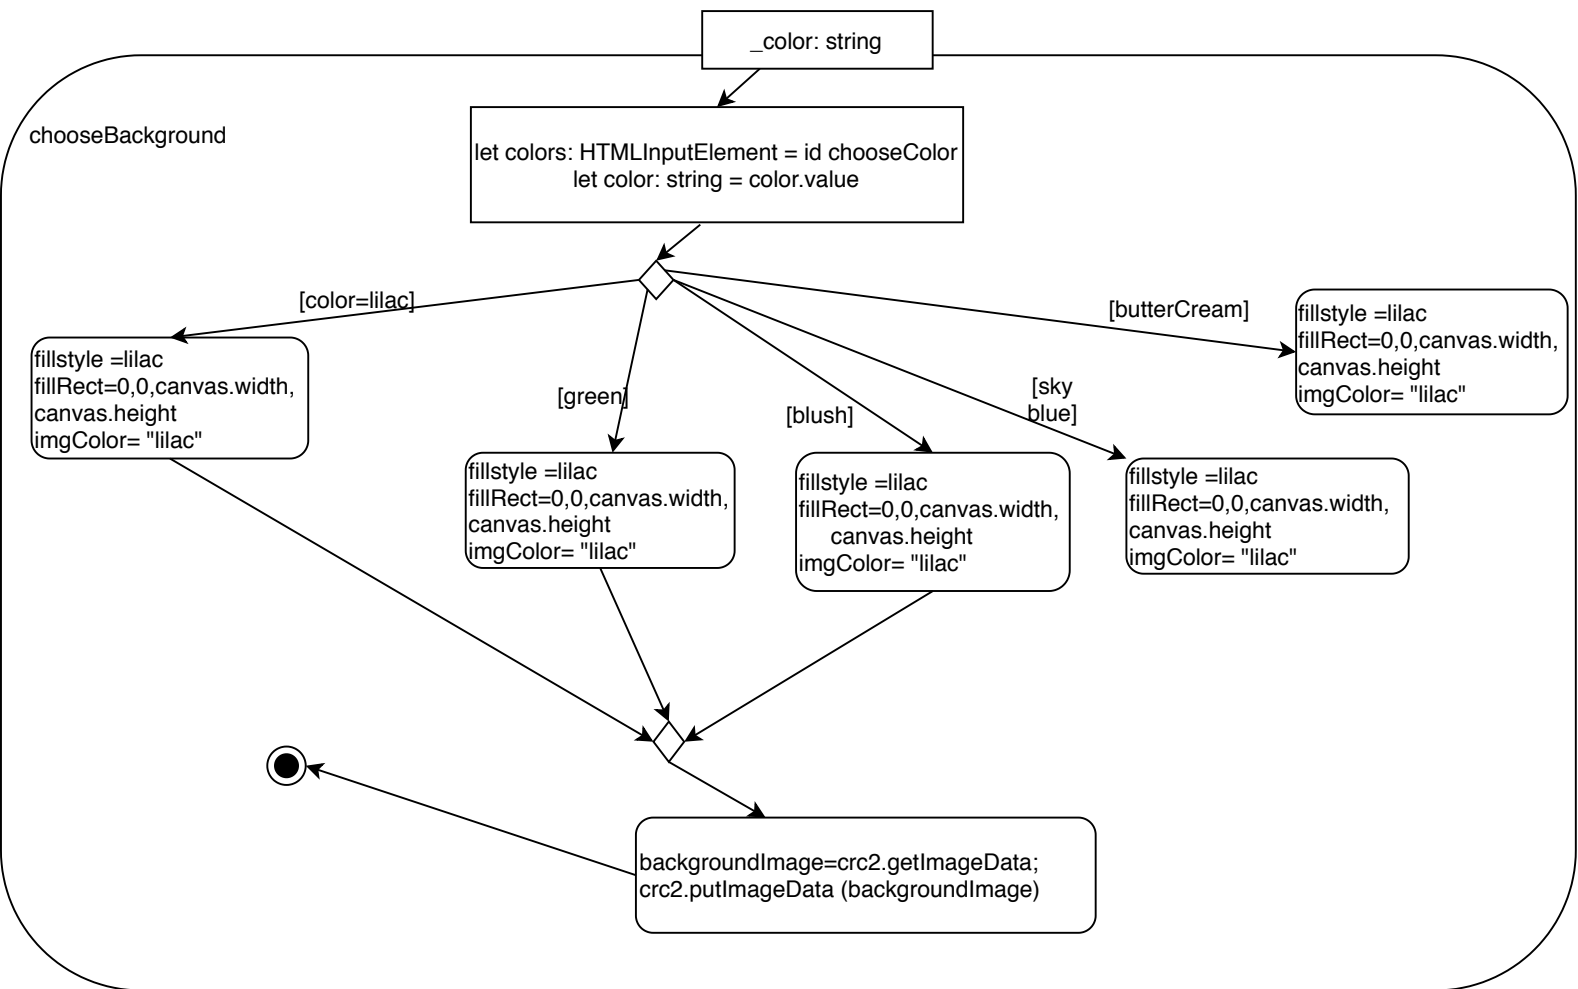 _color: string
chooseBackground
let colors: HTMLInputElement = id chooseColor
let color: string = color.value
[color=lilac]
[green]
[blush]
[sky
blue]
[butterCream]
fillstyle =lilac
fillRect=0,0,canvas.width,
canvas.height
imgColor= "lilac"
fillstyle =lilac
fillRect=0,0,canvas.width,
canvas.height
imgColor= "lilac"
fillstyle =lilac
fillRect=0,0,canvas.width,
canvas.height
imgColor= "lilac"
fillstyle =lilac
fillRect=0,0,canvas.width,
canvas.height
imgColor= "lilac"
fillstyle =lilac
fillRect=0,0,canvas.width,
canvas.height
imgColor= "lilac"
backgroundImage=crc2.getImageData;
crc2.putImageData (backgroundImage)